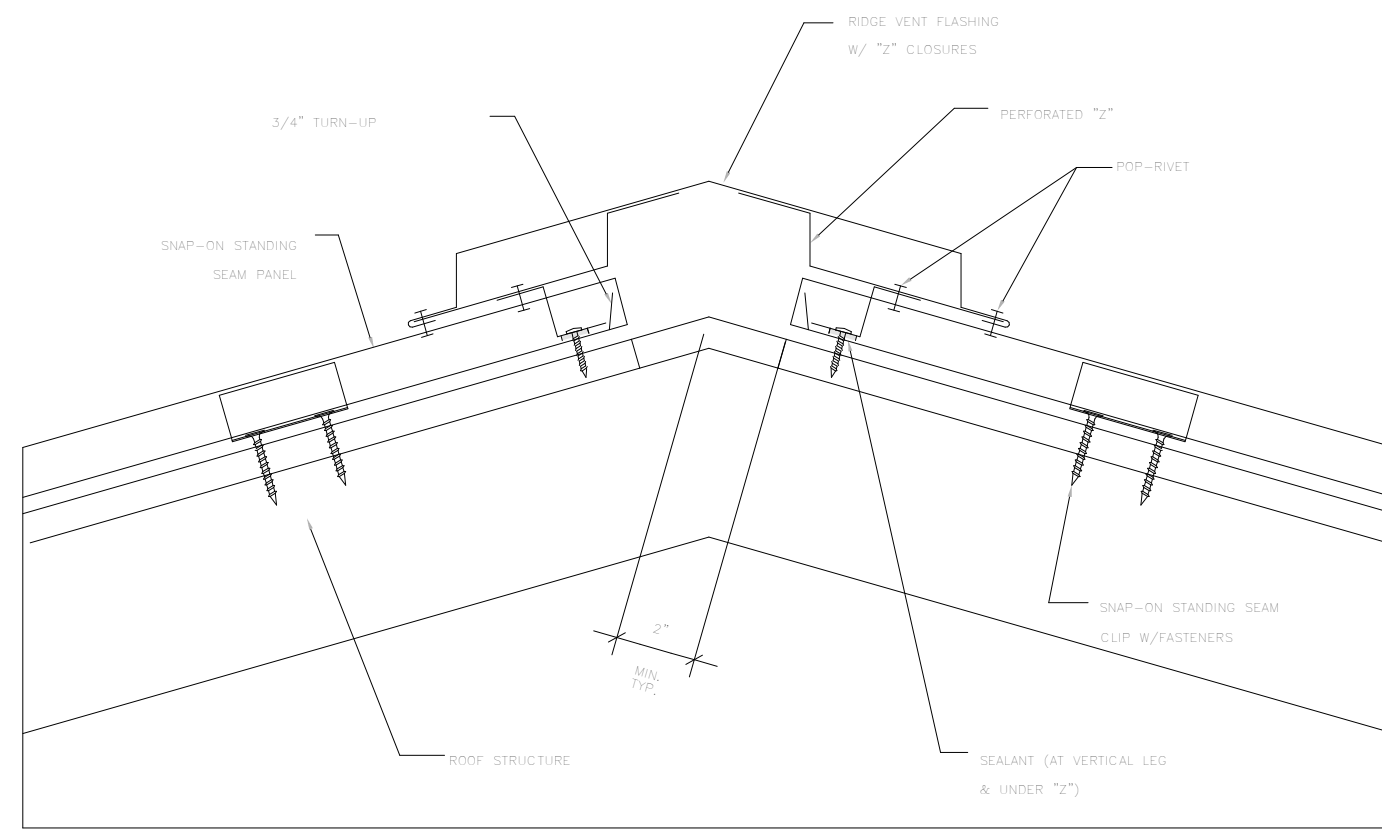 RIDGE VENT FLASHING
W/ "Z" CLOSURES
3/4" TURN-UP
PERFORATED "Z"
POP-RIVET
SNAP-ON STANDING
SEAM PANEL
SNAP-ON STANDING SEAM
CLIP W/FASTENERS
2"
MIN.
TYP.
ROOF STRUCTURE
SEALANT (AT VERTICAL LEG
& UNDER "Z")